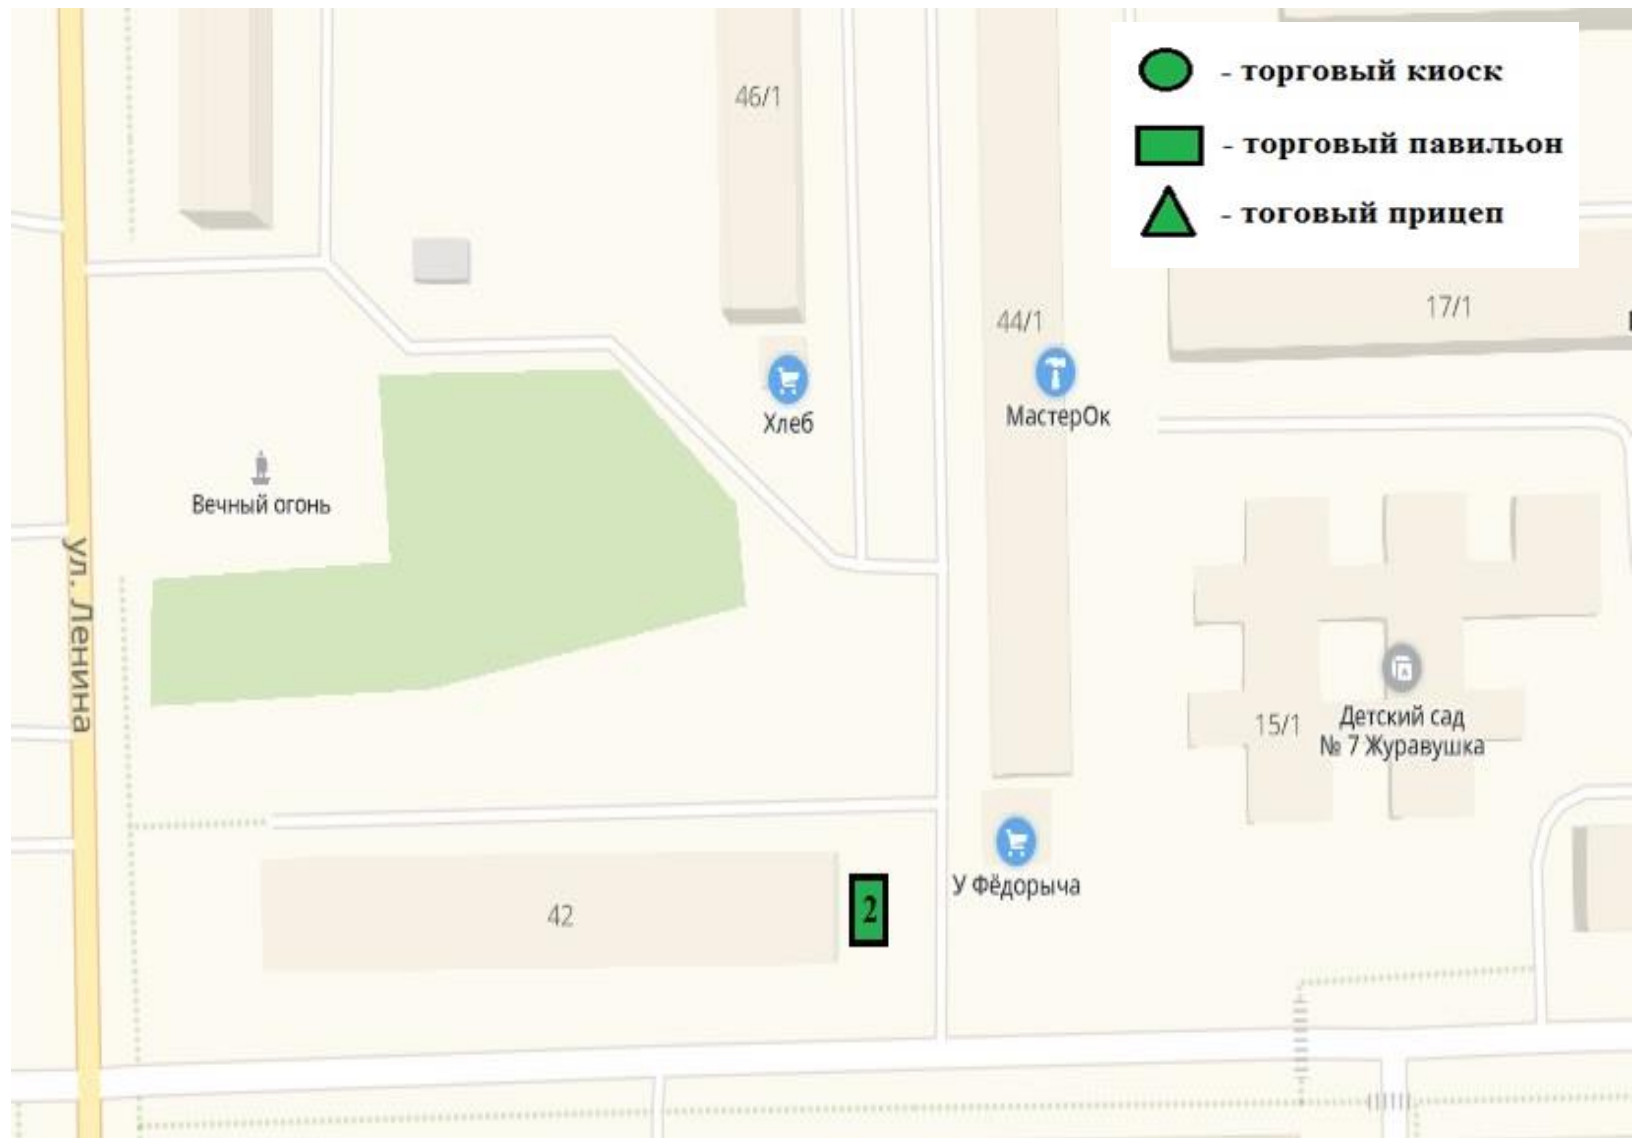 46/1
- торговый киоск
- торговый павильон
- тоговый прицеп
44/1
17/1
Хлеб
МастерОк
Вечный огонь
ул. Ленина
15/1
Детский сад
№ 7 Журавушка
У Фёдорыча
42
2